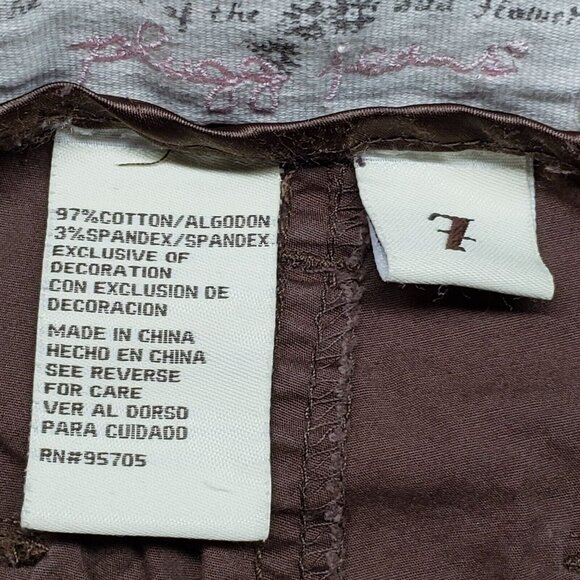 of the
97%COTTON/ALGODON
3%SPANDEX/SPANDEX
EXCLUSIVE OF
DECORATION
CON EXCLUSION DE
DECORACION
MADE IN CHINA
HECHO EN CHINA
SEE REVERSE
FOR CARE
VER AL DORSO
PARA CUIDADO
RN#95705
7